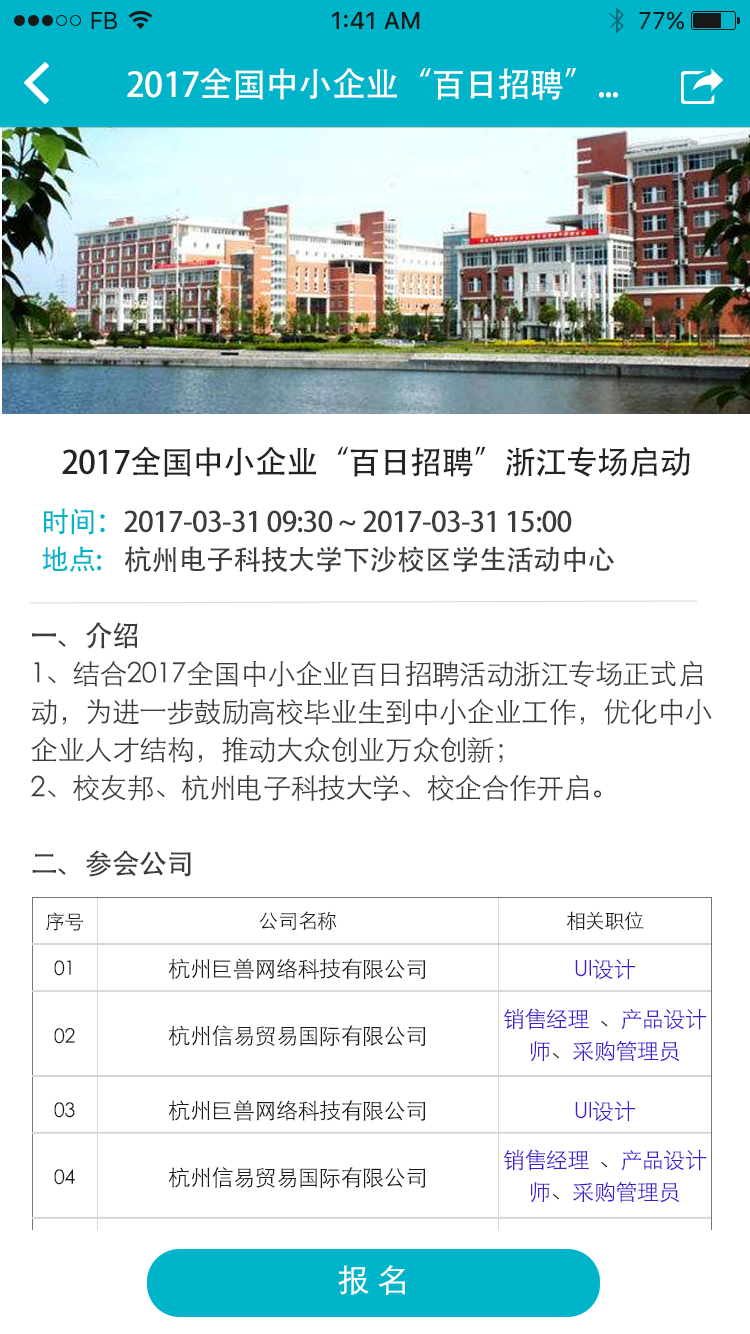 FB 1:41 AM 77%
2017全国中小企业“百日招聘” ...
2017全国中小企业“百日招聘”浙江专场启动
时间: 2017-03-31 09:30 ~ 2017-03-31 15:00
地点: 杭州电子科技大学下沙校区学生活动中心
一、介绍
1、结合2017全国中小企业百日招聘活动浙江专场正式启
动，为进一步鼓励高校毕业生到中小企业工作，优化中小
企业人才结构，推动大众创业万众创新；
2、校友邦、杭州电子科技大学、校企合作开启。
二、参会公司
序号 公司名称 相关职位
01 杭州巨兽网络科技有限公司 UI设计
02 杭州信易贸易国际有限公司 销售经理 、产品设计
师、采购管理员
03 杭州巨兽网络科技有限公司 UI设计
04 杭州信易贸易国际有限公司 销售经理 、产品设计
师、采购管理员
报 名